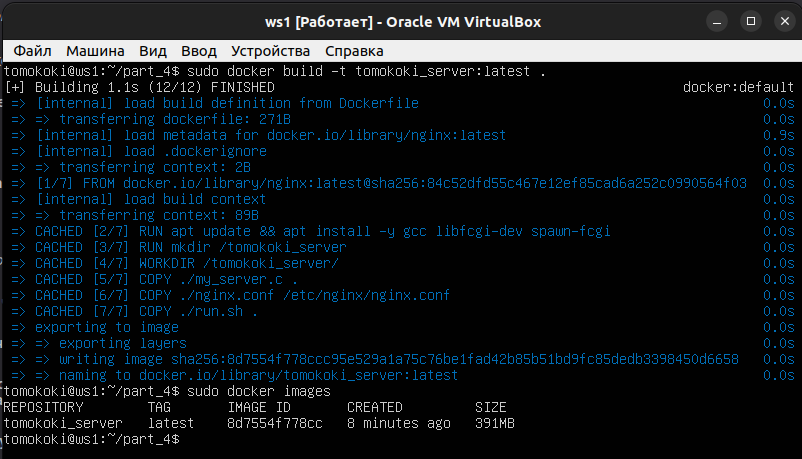 ws1 [Работает] - Oracle VM VirtualBox
Файл Машина Вид Ввод Устройства Справка
tomokoki@ws1:~/part_4$ sudo docker build -t tomokoki_server:latest .
[+] Building 1.1s (12/12) FINISHED docker:default
=> [internal] load build definition from Dockerfile 0.0s
=> => transferring dockerfile: 271B 0.0s
=> [internal] load metadata for docker.io/library/nginx:latest 0.9s
=> [internal] load .dockerignore 0.0s
=> => transferring context: 2B 0.0s
=> [1/7] FROM docker.io/library/nginx:latest@sha256:84c52dfd55c467e12ef85cad6a252c0990564f03 0.0s
=> [internal] load build context 0.0s
=> => transferring context: 89B 0.0s
=> CACHED [2/7] RUN apt update && apt install -y gcc libfcgi-dev spawn-fcgi 0.0s
=> CACHED [3/7] RUN mkdir /tomokoki_server 0.0s
=> CACHED [4/7] WORKDIR /tomokoki_server/ 0.0s
=> CACHED [5/7] COPY ./my_server.c . 0.0s
=> CACHED [6/7] COPY ./nginx.conf /etc/nginx/nginx.conf 0.0s
=> CACHED [7/7] COPY ./run.sh . 0.0s
=> exporting to image 0.0s
=> => exporting layers 0.0s
=> => writing image sha256:8d7554f778ccc95e529a1a75c76be1fad42b85b51bd9fc85dedb3398450d6658 0.0s
=> => naming to docker.io/library/tomokoki_server:latest 0.0s
tomokoki@ws1:~/part_4$ sudo docker images
REPOSITORY TAG IMAGE ID CREATED SIZE
tomokoki_server latest 8d7554f778cc 8 minutes ago 391MB
tomokoki@ws1:~/part_4$